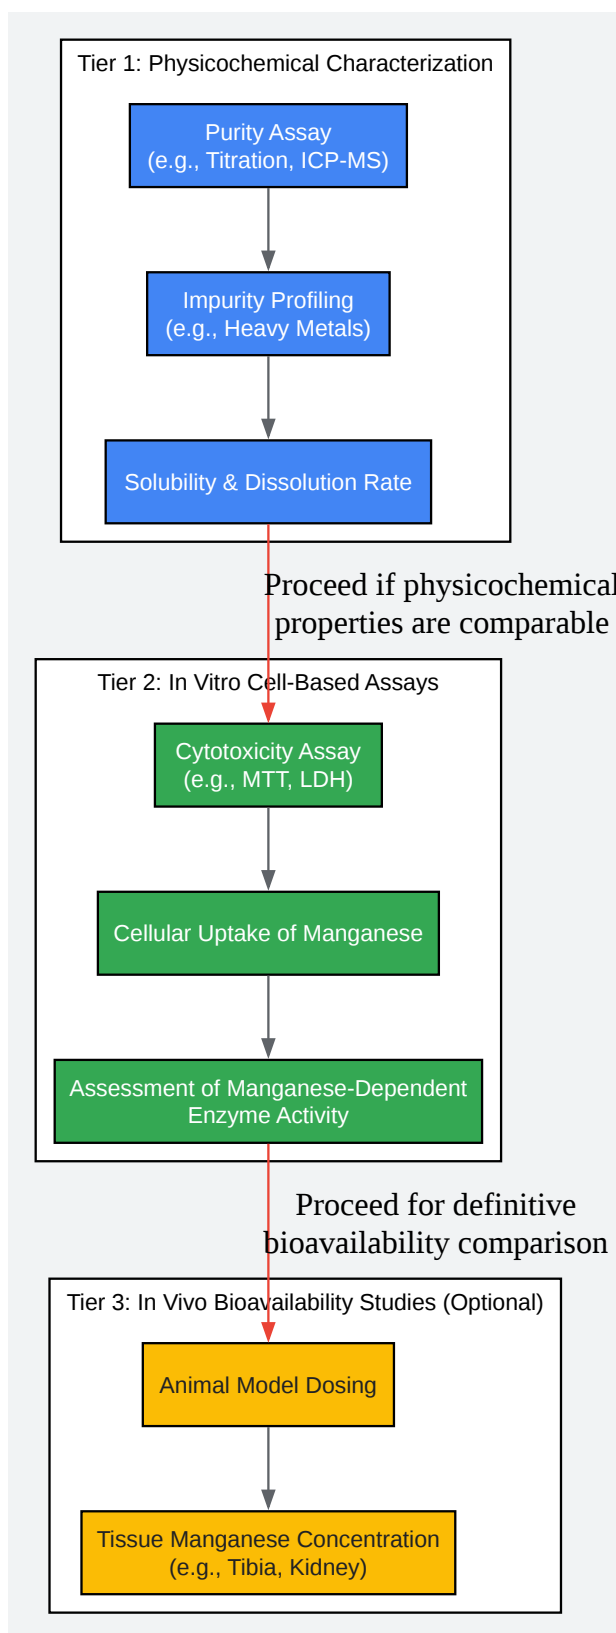 Tier 1: Physicochemical Characterization
Purity Assay
(e.g., Titration, ICP-MS)
Impurity Profiling
(e.g., Heavy Metals)
Solubility & Dissolution Rate
Proceed if physicochemical
properties are comparable
Tier 2: In Vitro Cell-Based Assays
Cytotoxicity Assay
(e.g., MTT, LDH)
Cellular Uptake of Manganese
Assessment of Manganese-Dependent
Enzyme Activity
Proceed for definitive
bioavailability comparison
Tier 3: In Vivo Bioavailability Studies (Optional)
Animal Model Dosing
Tissue Manganese Concentration
(e.g., Tibia, Kidney)